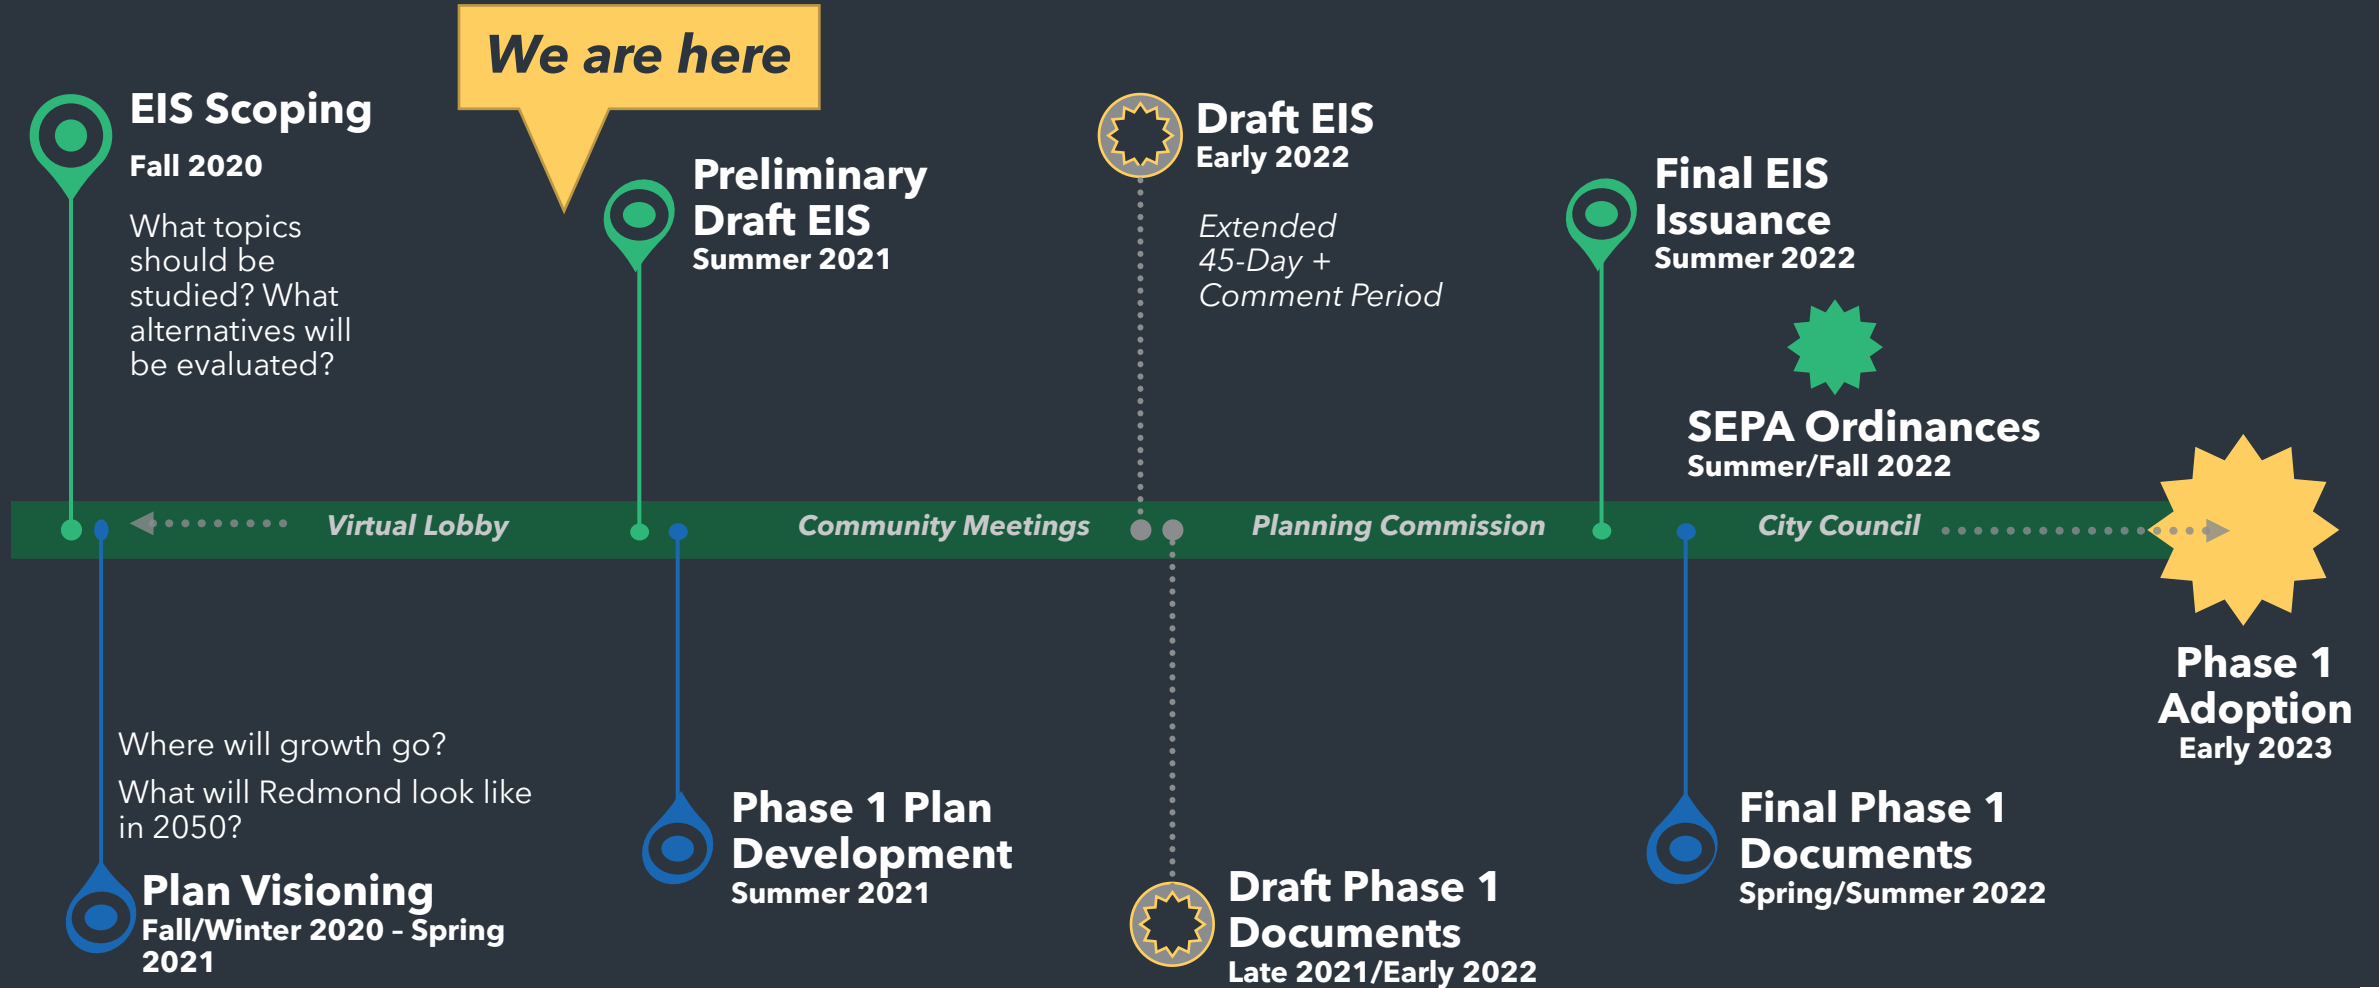 We are here
EIS Scoping
Fall 2020
What topics
should be
studied? What
alternatives will
be evaluated?
Preliminary
Draft EIS
Summer 2021
Draft EIS
Early 2022
Extended
45-Day +
Comment Period
Final EIS
Issuance
Summer 2022
SEPA Ordinances
Summer/Fall 2022
Virtual Lobby
Community Meetings
Planning Commission
City Council
Where will growth go?
What will Redmond look like
in 2050?
Plan Visioning
Fall/Winter 2020 – Spring
2021
Phase 1 Plan
Development
Summer 2021
Draft Phase 1
Documents
Late 2021/Early 2022
Final Phase 1
Documents
Spring/Summer 2022
Phase 1
Adoption
Early 2023